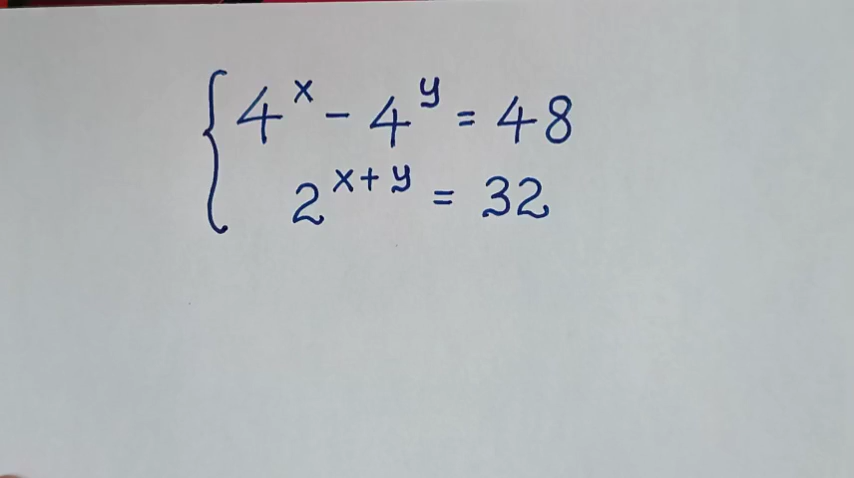 4^x - 4^y = 48
2^{x+y} = 32